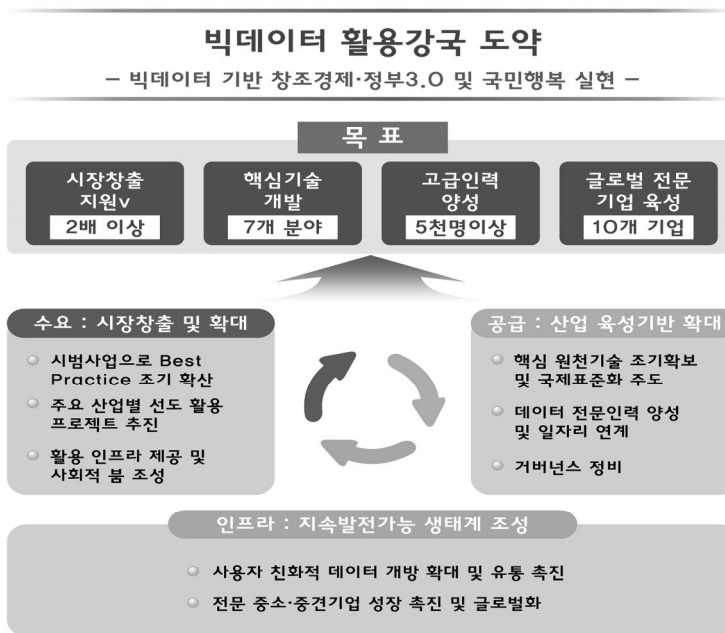 빅데이터 활용강국 도약
– 빅데이터 기반 창조경제·정부3.0 및 국민행복 실현 –
목 표
시장창출
지원v
2배 이상
핵심기술
개발
7개 분야
고급인력
양성
5천명이상
글로벌 전문
기업 육성
10개 기업
수요 : 시장창출 및 확대
시범사업으로 Best
Practice 조기 확산
주요 산업별 선도 활용
프로젝트 추진
활용 인프라 제공 및
사회적 붐 조성
공급 : 산업 육성기반 확대
핵심 원천기술 조기확보
및 국제표준화 주도
데이터 전문인력 양성
및 일자리 연계
거버넌스 정비
인프라 : 지속발전가능 생태계 조성
사용자 친화적 데이터 개방 확대 및 유통 촉진
전문 중소·중견기업 성장 촉진 및 글로벌화